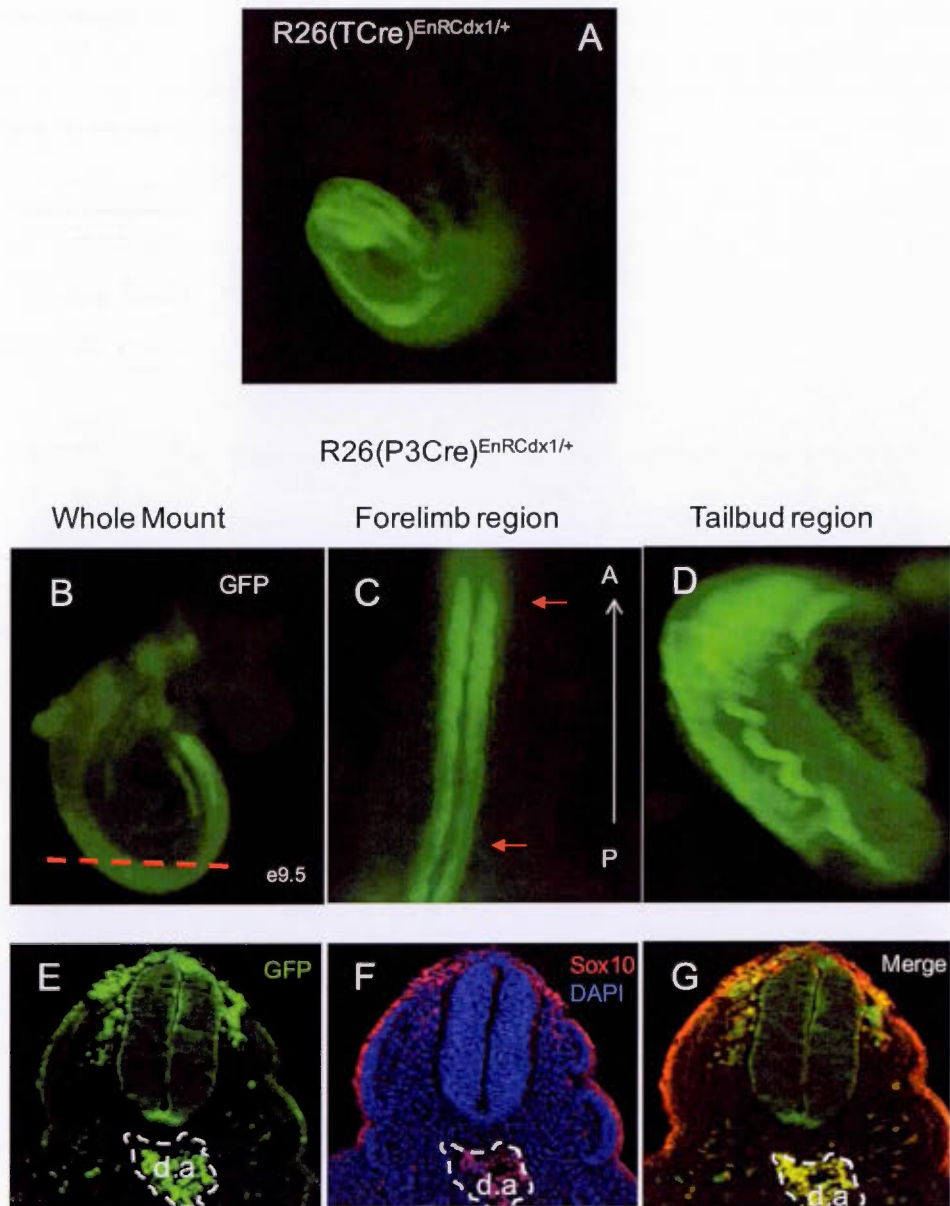 R26(TCre)EnRCdx1/+ A
R26(P3Cre)EnRCdx1/+
Whole Mount Forelimb region Tailbud region
B GFP C A D
e9.5 P
E GFP F Sox10 G Merge
DAPI
d.a d.a d.a